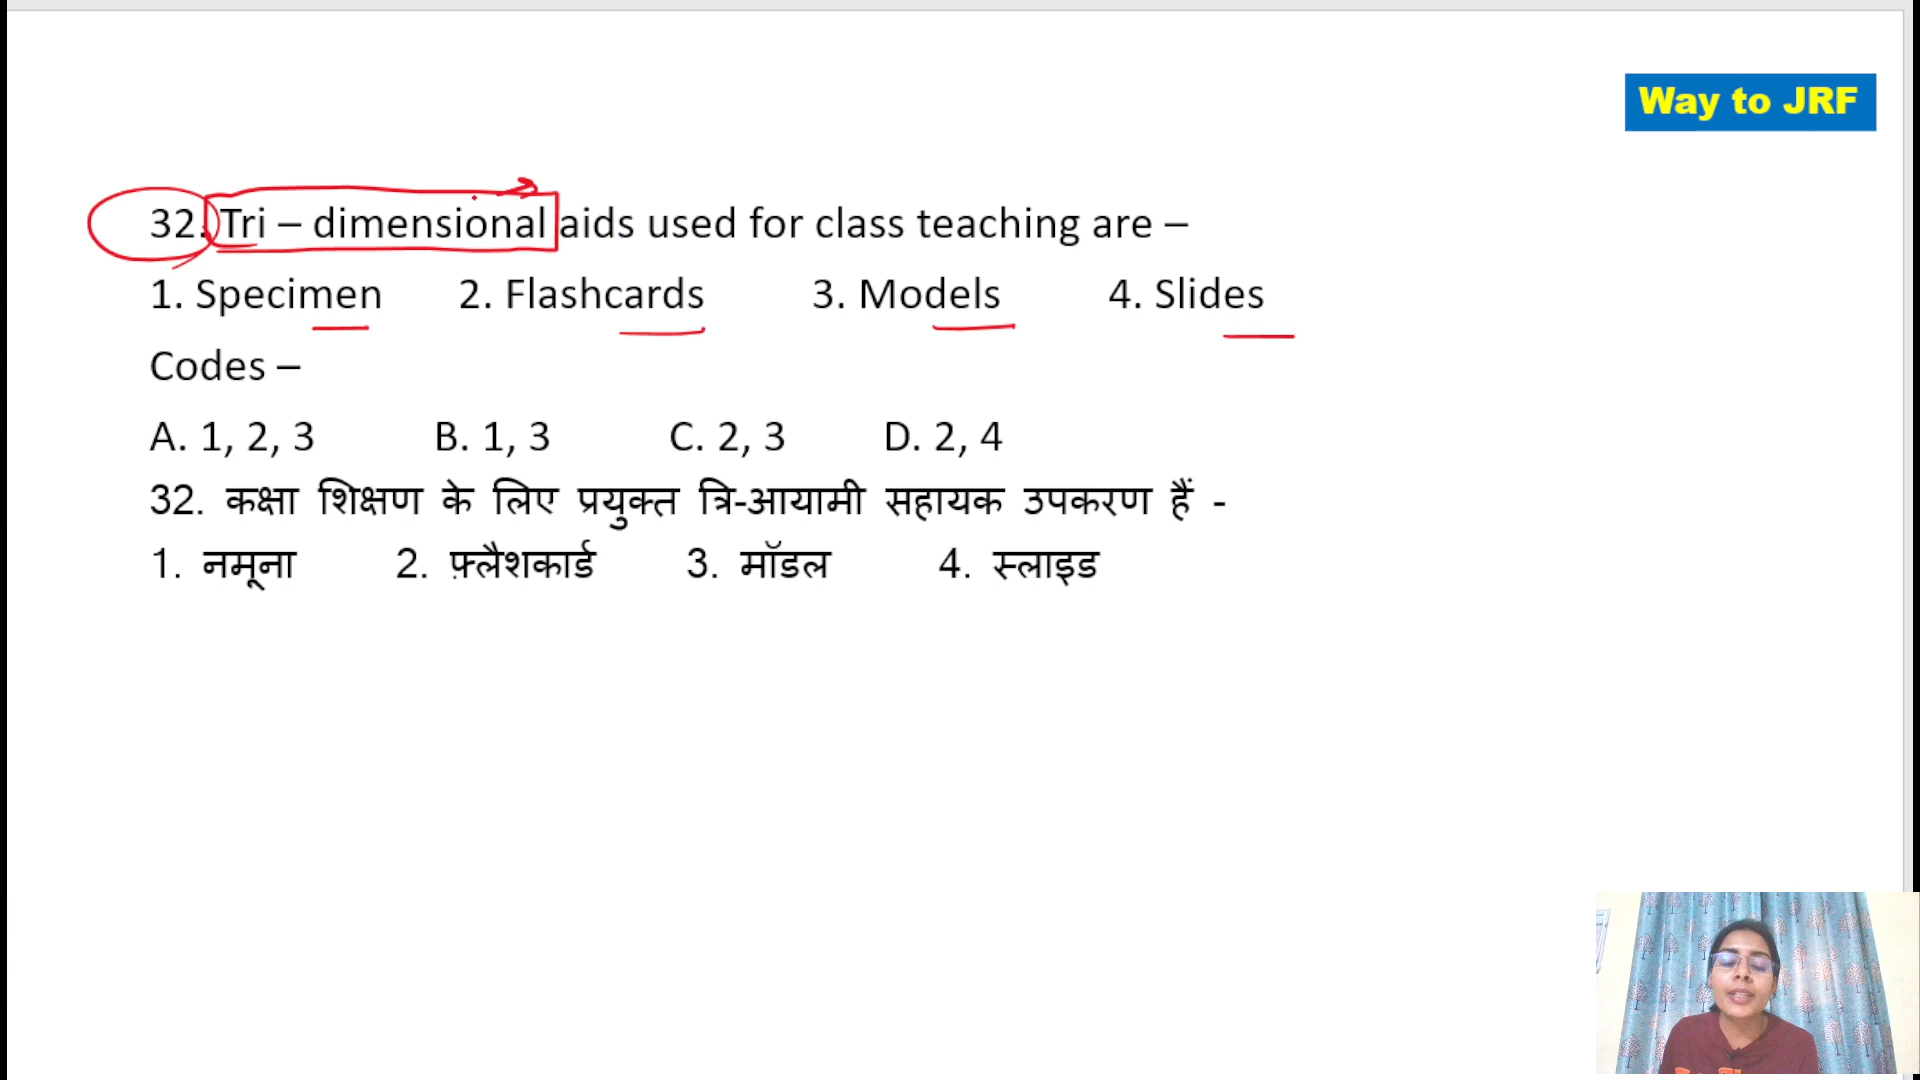 Way to JRF
32. Tri – dimensional aids used for class teaching are –
1. Specimen 2. Flashcards 3. Models 4. Slides
Codes –
A. 1, 2, 3 B. 1, 3 C. 2, 3 D. 2, 4
32. कक्षा शिक्षण के लिए प्रयुक्त त्रि-आयामी सहायक उपकरण हैं -
1. नमूना 2. फ़्लैशकार्ड 3. मॉडल 4. स्लाइड